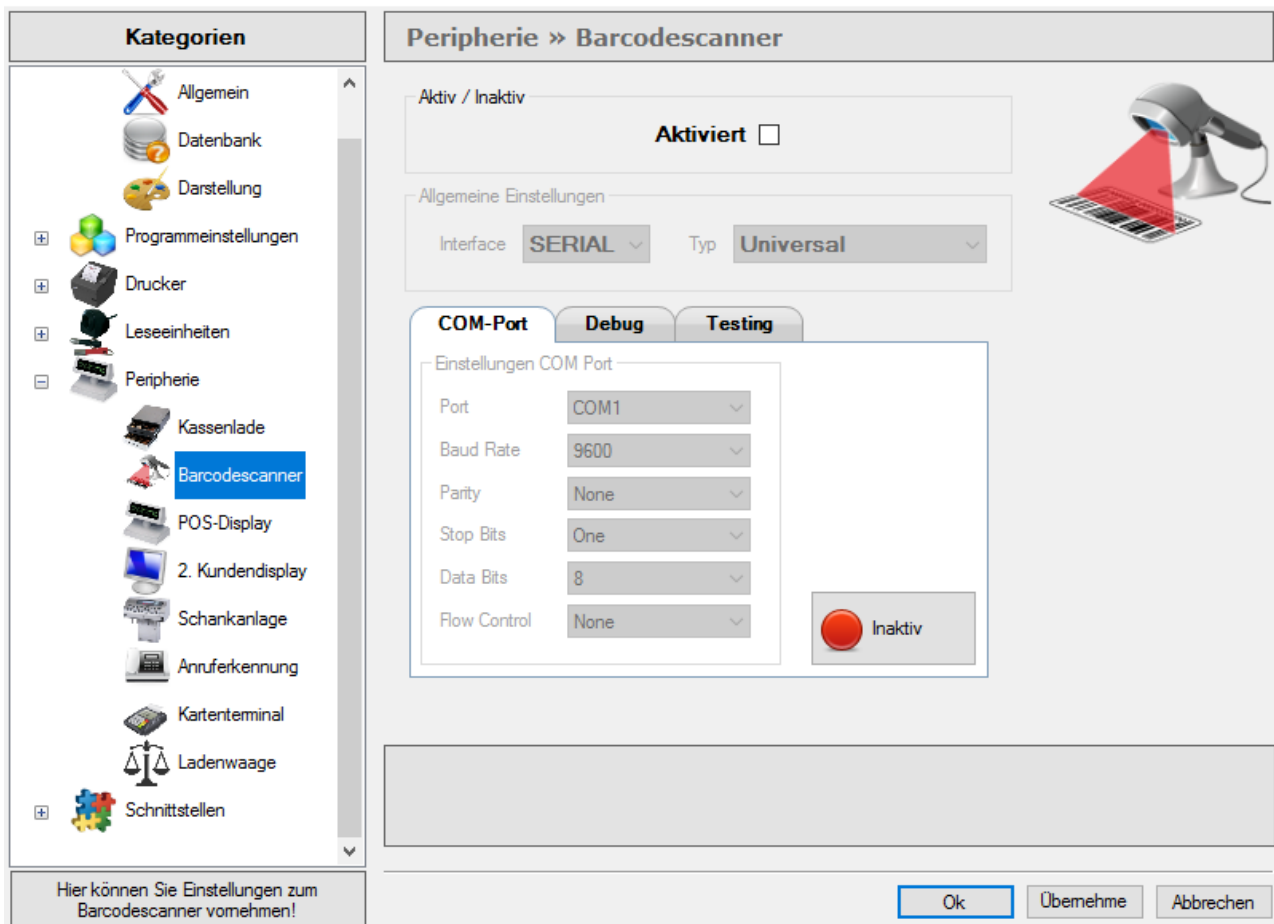 Kategorien
Allgemein
Datenbank
Darstellung
Programmeinstellungen
Drucker
Leseeinheiten
Peripherie
Kassenlade
Barcodescanner
POS-Display
2. Kundendisplay
Schankanlage
Anruferkennung
Kartenterminal
Ladenwaage
Schnittstellen
Hier können Sie Einstellungen zum
Barcodescanner vornehmen!
Peripherie » Barcodescanner
Aktiv / Inaktiv
Aktiviert
Allgemeine Einstellungen
Interface SERIAL Typ Universal
COM-Port Debug Testing
Einstellungen COM Port
Port COM1
Baud Rate 9600
Parity None
Stop Bits One
Data Bits 8
Flow Control None
Inaktiv
Ok Übernehme Abbrechen